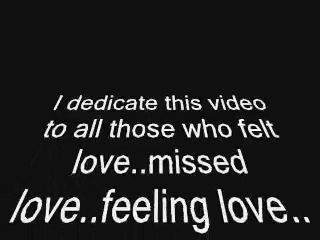 I dedicate this video
to all those who felt
love..missed
love..feeling love..